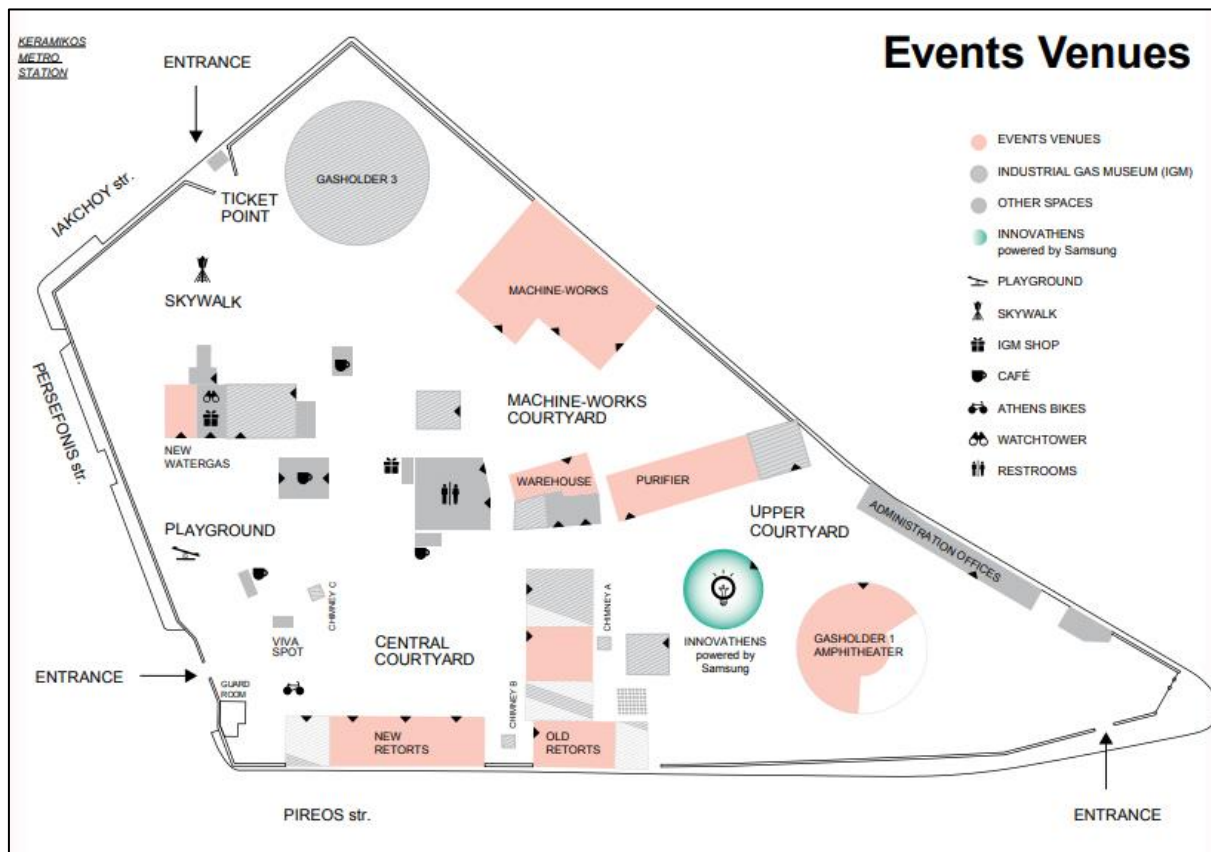 KERAMIKOS
METRO
STATION
ENTRANCE
Events Venues
EVENTS VENUES
INDUSTRIAL GAS MUSEUM (IGM)
OTHER SPACES
INNOVATHENS
powered by Samsung
PLAYGROUND
SKYWALK
IGM SHOP
CAFÉ
ATHENS BIKES
WATCHTOWER
RESTROOMS
IAKCHOY str.
TICKET
POINT
GASHOLDER 3
SKYWALK
MACHINE-WORKS
PERSEFONIS str.
MACHINE-WORKS
COURTYARD
NEW
WATERGAS
WAREHOUSE
PURIFIER
UPPER
COURTYARD
ADMINISTRATION OFFICES
PLAYGROUND
CHIMNEY C
CHIMNEY A
VIVA
SPOT
CENTRAL
COURTYARD
INNOVATHENS
powered by
Samsung
GASHOLDER 1
AMPHITHEATER
ENTRANCE
GUARD
ROOM
CHIMNEY B
NEW
RETORTS
OLD
RETORTS
PIREOS str.
ENTRANCE